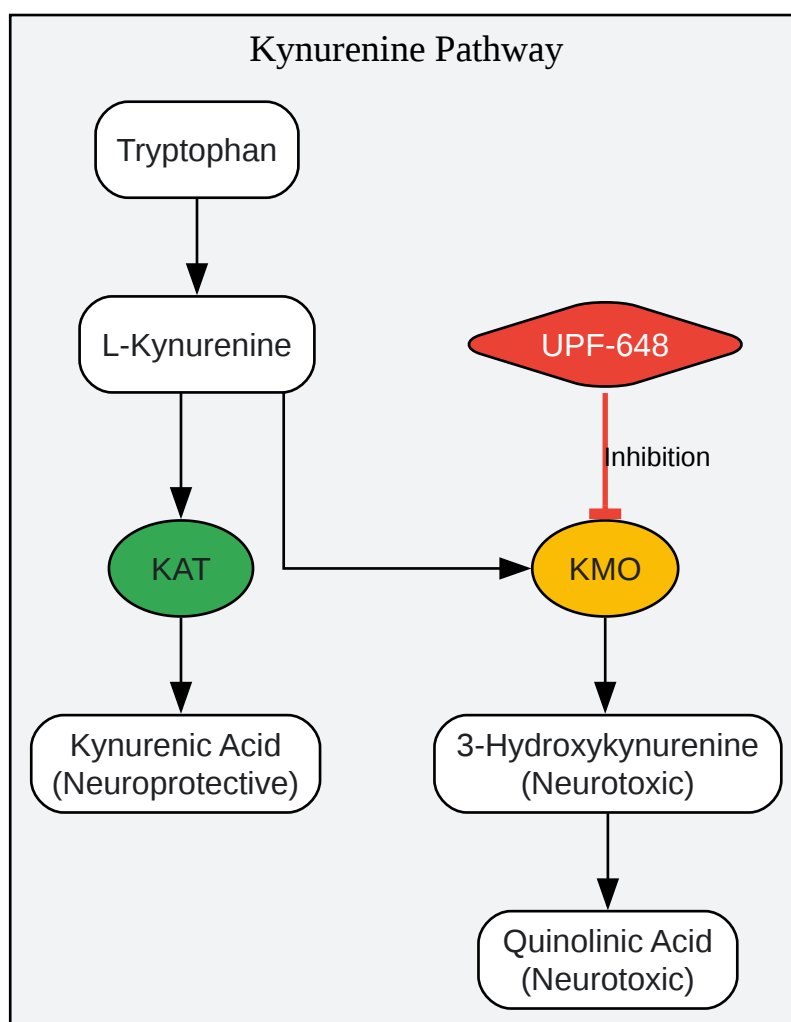 Kynurenine Pathway
Tryptophan
L-Kynurenine
UPF-648
Inhibition
KAT
KMO
Kynurenic Acid
(Neuroprotective)
3-Hydroxykynurenine
(Neurotoxic)
Quinolinic Acid
(Neurotoxic)